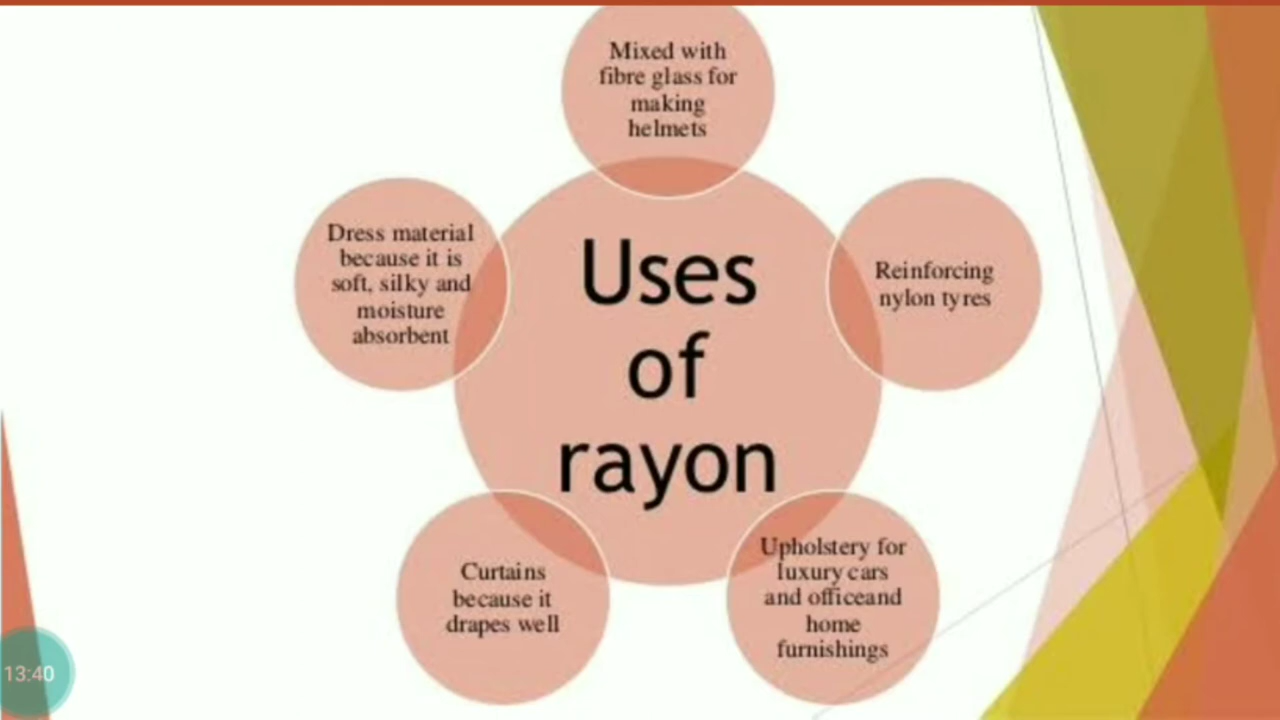 Mixed with
fibre glass for
making
helmets
Dress material
because it is
soft, silky and
moisture
absorbent
Uses
of
rayon
Reinforcing
nylon tyres
Curtains
because it
drapes well
Upholstery for
luxury cars
and officeand
home
furnishings
13:40